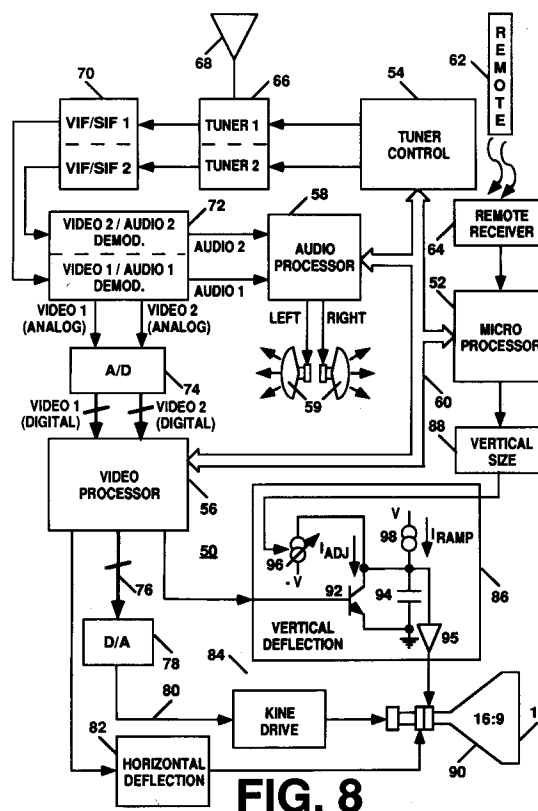 68
70
66
54
62
REMOTE
VIF/SIF 1
VIF/SIF 2
TUNER 1
TUNER 2
TUNER CONTROL
72
58
VIDEO 2 / AUDIO 2
DEMOD.
VIDEO 1 / AUDIO 1
DEMOD.
AUDIO 2
AUDIO 1
AUDIO
PROCESSOR
64
REMOTE
RECEIVER
52
MICRO
PROCESSOR
VIDEO 1
(ANALOG)
VIDEO 2
(ANALOG)
LEFT
RIGHT
59
60
A/D
74
VIDEO 1
(DIGITAL)
VIDEO 2
(DIGITAL)
88
VERTICAL
SIZE
VIDEO
PROCESSOR
56
50
96
- V
IADJ
92
V
98
IRAMP
94
95
86
VERTICAL
DEFLECTION
76
D/A
78
84
80
KINE
DRIVE
82
HORIZONTAL
DEFLECTION
16:9
90
1
FIG. 8